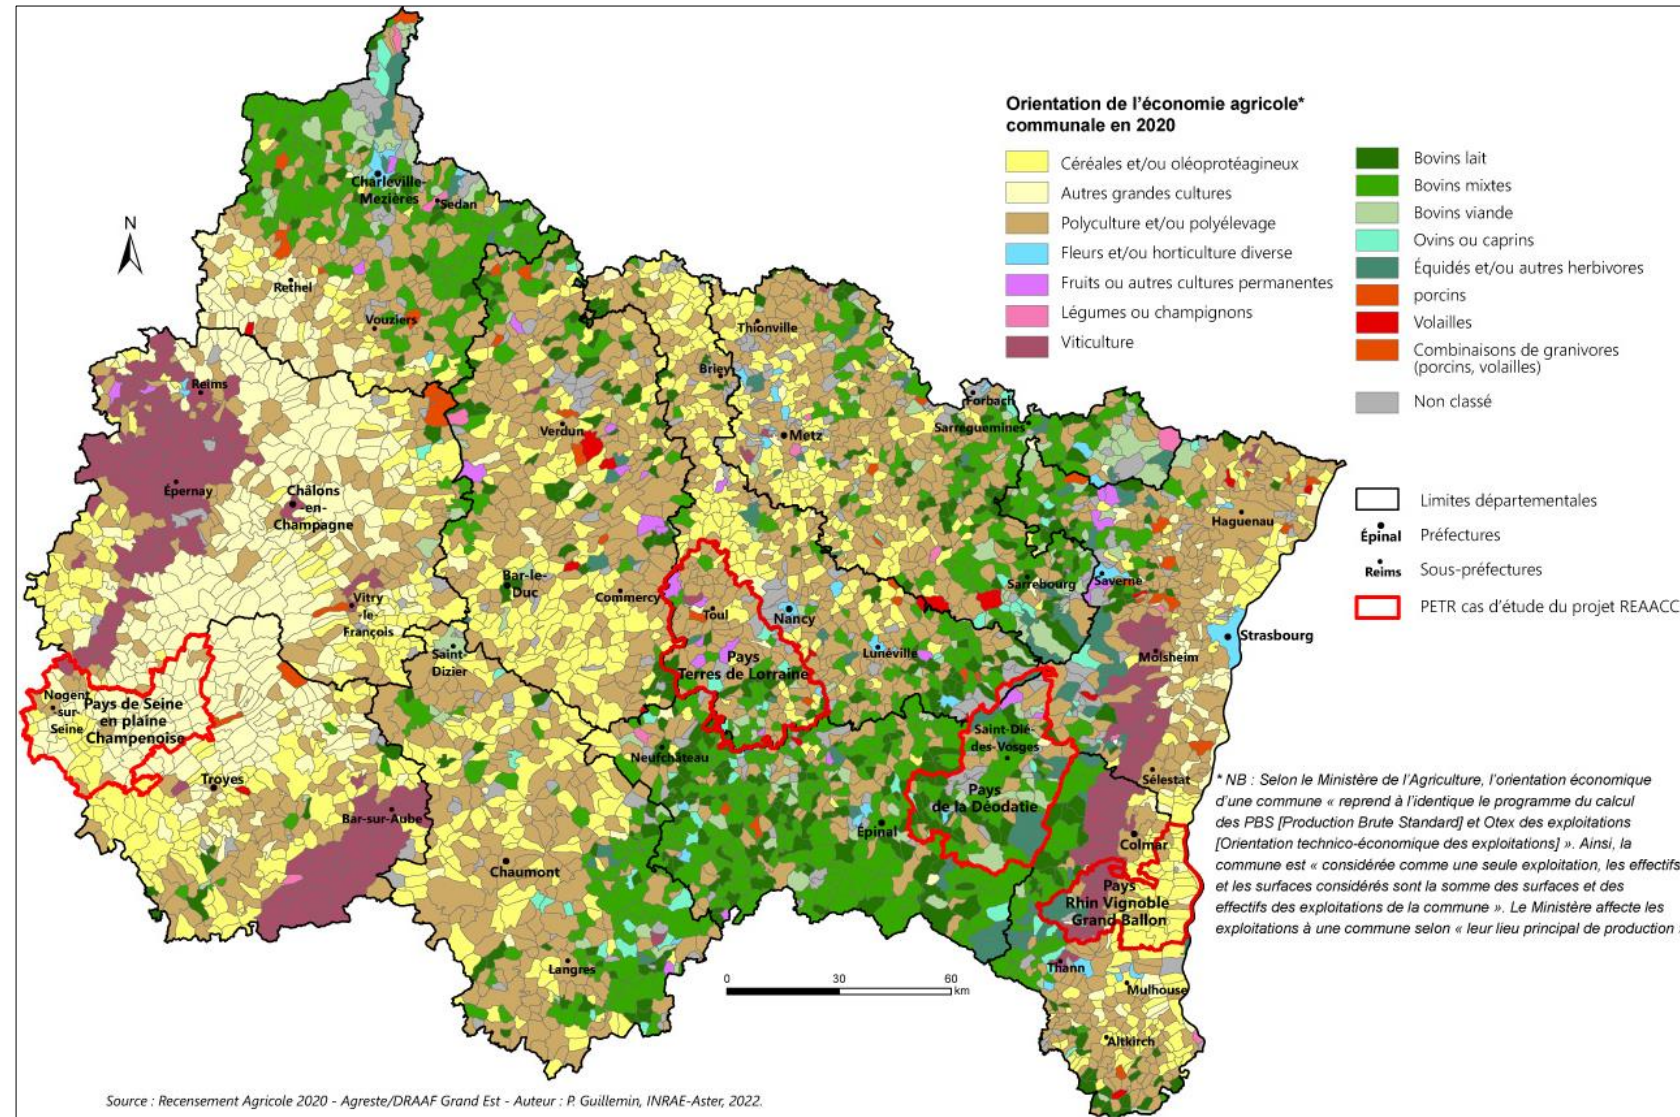 Orientation de l'économie agricole*
communale en 2020
Céréales et/ou oléoprotéagineux
Autres grandes cultures
Polyculture et/ou polyélevage
Fleurs et/ou horticulture diverse
Fruits ou autres cultures permanentes
Légumes ou champignons
Viticulture
Bovins lait
Bovins mixtes
Bovins viande
Ovins ou caprins
Équidés et/ou autres herbivores
porcins
Volailles
Combinaisons de granivores
(porcins, volailles)
Non classé
Limites départementales
Épinal Préfectures
Reims Sous-préfectures
PETR cas d'étude du projet REAACC
N
Charleville-
Mezières
Sedan
Rethel
Vouziers
Reims
Épernay
Châlons
-en-
Champagne
Vitry
-le-
François
Verdun
Briey
Thionville
Metz
Forbach
Sarreguemines
Haguenau
Bar-le-
Duc
Commercy
Toul
Nancy
Lunéville
Sarrebourg
Saverne
Strasbourg
Molsheim
Saint-
Dizier
Pays
Terres de Lorraine
Nogent
-sur-
Seine
Pays de Seine
en plaine
Champenoise
Troyes
Bar-sur-Aube
Chaumont
Langres
Neufchâteau
Épinal
Saint-Dié-
des-Vosges
Pays
de la Déodatie
Sélestat
Colmar
Pays
Rhin Vignoble
Grand Ballon
Thann
Mulhouse
Altkirch
0 30 60
km
* NB : Selon le Ministère de l'Agriculture, l'orientation économique
d'une commune « reprend à l'identique le programme du calcul
des PBS [Production Brute Standard] et Otex des exploitations
[Orientation technico-économique des exploitations] ». Ainsi, la
commune est « considérée comme une seule exploitation, les effectifs
et les surfaces considérés sont la somme des surfaces et des
effectifs des exploitations de la commune ». Le Ministère affecte les
exploitations à une commune selon « leur lieu principal de production
Source : Recensement Agricole 2020 - Agreste/DRAAF Grand Est - Auteur : P. Guillemin, INRAE-Aster, 2022.